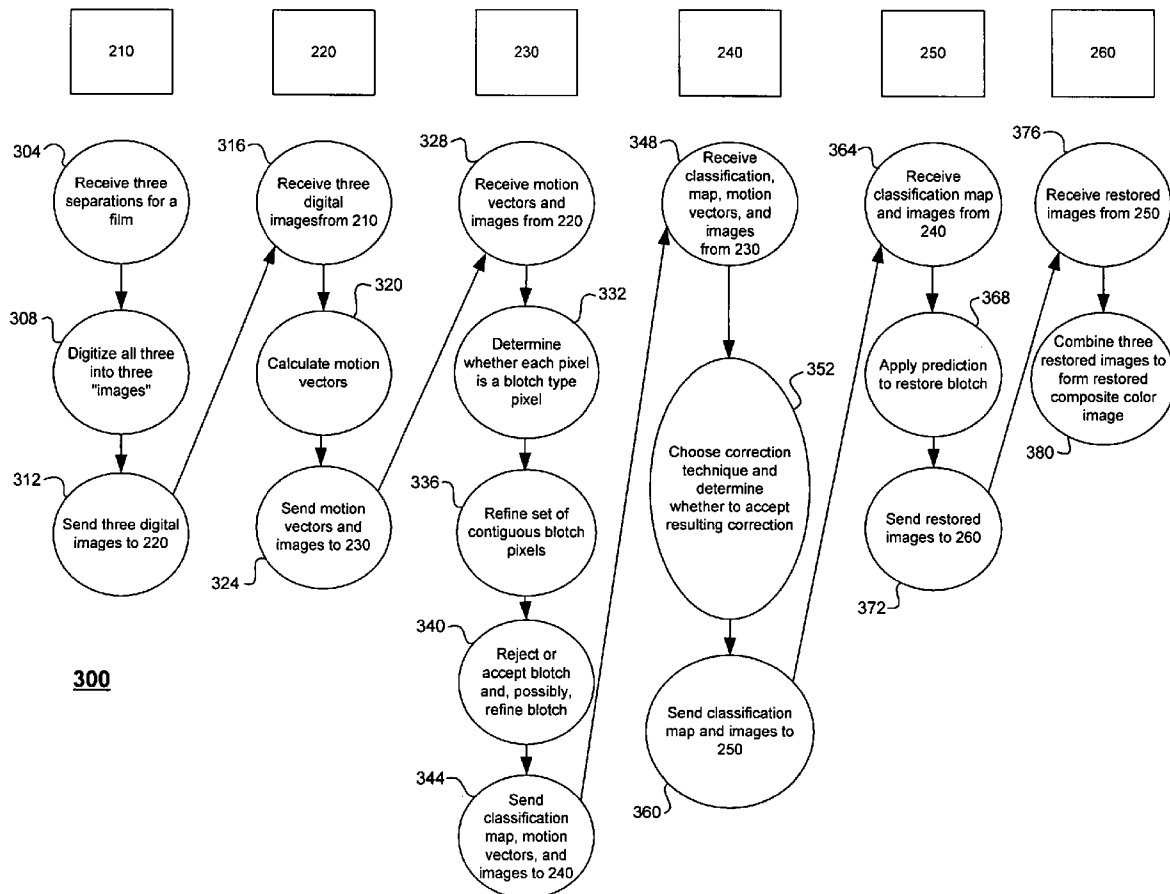 210
220
230
240
250
260
304
Receive three
separations for a
film
308
Digitize all three
into three
"images"
312
Send three digital
images to 220
300
316
Receive three
digital
imagesfrom 210
320
Calculate motion
vectors
324
Send motion
vectors and
images to 230
328
Receive motion
vectors and
images from 220
332
Determine
whether each pixel
is a blotch type
pixel
336
Refine set of
contiguous blotch
pixels
340
Reject or
accept blotch
and, possibly,
refine blotch
344
Send
classification
map, motion
vectors, and
images to 240
348
Receive
classification,
map, motion
vectors, and
images
from 230
352
Choose correction
technique and
determine
whether to accept
resulting correction
360
Send classification
map and images to
250
364
Receive
classification map
and images from
240
368
Apply prediction
to restore blotch
372
Send restored
images to 260
376
Receive restored
images from 250
380
Combine three
restored images to
form restored
composite color
image